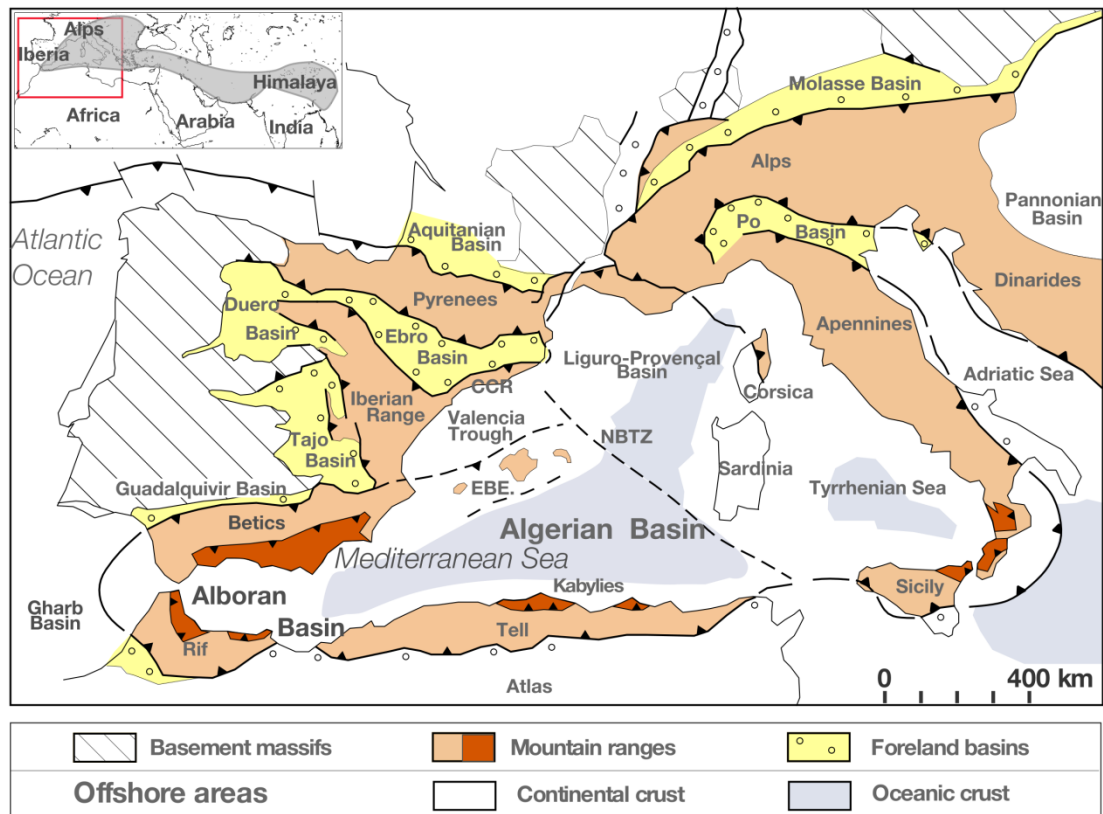 Alps
Iberia
Himalaya
Africa
Arabia
India
Molasse Basin
Alps
Pannonian
Basin
Atlantic
Ocean
Aquitanian
Basin
Po
Basin
Dinarides
Pyrenees
Duero
Basin
Ebro
Basin
Apennines
Liguro-Provençal
Basin
Adriatic Sea
CCR
Corsica
Iberian
Range
Valencia
Trough
NBTZ
Tajo
Basin
Sardinia
EBE.
Guadalquivir Basin
Tyrrhenian Sea
Betics
Algerian Basin
Mediterranean Sea
Kabylies
Sicily
Gharb
Basin
Alboran
Basin
Tell
Rif
Atlas
0 400 km
Basement massifs
Mountain ranges
Foreland basins
Offshore areas
Continental crust
Oceanic crust